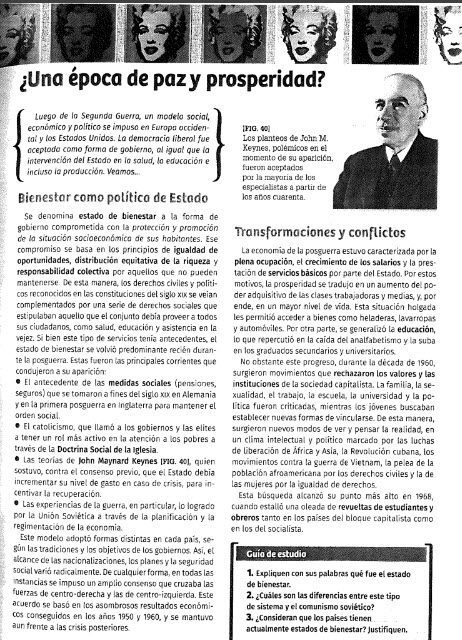 ¿Una época de paz y prosperidad?
Luego de la Segunda Guerra, un modelo social,
económico y político se impuso en Europa occiden-
tal y los Estados Unidos. La democracia liberal fue
aceptada como forma de gobierno, al igual que la
intervención del Estado en la salud, la educación e
incluso la producción. Veamos...
Bienestar como política de Estado
Se denomina estado de bienestar a la forma de
gobierno comprometida con la protección y promoción
de la situación socioeconómica de sus habitantes. Ese
compromiso se basa en los principios de igualdad de
oportunidades, distribución equitativa de la riqueza y
responsabilidad colectiva por aquellos que no pueden
mantenerse. De esta manera, los derechos civiles y políti-
cos reconocidos en las constituciones del siglo XIX se veían
complementados por una serie de derechos sociales que
estipulaban aquello que el conjunto debía proveer a todos
sus ciudadanos, como salud, educación y asistencia en la
vejez. Si bien este tipo de servicios tenía antecedentes, el
estado de bienestar se volvió predominante recién duran-
te la posguerra. Estas fueron las principales corrientes que
condujeron a su aparición:
● El antecedente de las medidas sociales (pensiones,
seguros) que se tomaron a fines del siglo XIX en Alemania
y en la primera posguerra en Inglaterra para mantener el
orden social.
● El catolicismo, que llamó a los gobiernos y las elites
a tener un rol más activo en la atención a los pobres a
través de la Doctrina Social de la Iglesia.
● Las teorías de John Maynard Keynes [FIG. 40], quien
sostuvo, contra el consenso previo, que el Estado debía
incrementar su nivel de gasto en caso de crisis, para in-
centivar la recuperación.
● Las experiencias de la guerra, en particular, lo logrado
por la Unión Soviética a través de la planificación y la
regimentación de la economía.
Este modelo adoptó formas distintas en cada país, se-
gún las tradiciones y los objetivos de los gobiernos. Así, el
alcance de las nacionalizaciones, los planes y la seguridad
social varió radicalmente. De cualquier forma, en todas las
instancias se impuso un amplio consenso que cruzaba las
fuerzas de centro-derecha y las de centro-izquierda. Este
acuerdo se basó en los asombrosos resultados económi-
cos conseguidos en los años 1950 y 1960, y se mantuvo
aun frente a las crisis posteriores.
[FIG. 40]
Los planteos de John M.
Keynes, polémicos en el
momento de su aparición,
fueron aceptados
por la mayoría de los
especialistas a partir de
los años cuarenta.
Transformaciones y conflictos
La economía de la posguerra estuvo caracterizada por la
plena ocupación, el crecimiento de los salarios y la pres-
tación de servicios básicos por parte del Estado. Por estos
motivos, la prosperidad se tradujo en un aumento del po-
der adquisitivo de las clases trabajadoras y medias, y, por
ende, en un mayor nivel de vida. Esta situación holgada
les permitió acceder a bienes como heladeras, lavarropas
y automóviles. Por otra parte, se generalizó la educación,
lo que repercutió en la caída del analfabetismo y la suba
en los graduados secundarios y universitarios.
No obstante este progreso, durante la década de 1960,
surgieron movimientos que rechazaron los valores y las
instituciones de la sociedad capitalista. La familia, la se-
xualidad, el trabajo, la escuela, la universidad y la po-
lítica fueron criticadas, mientras los jóvenes buscaban
establecer nuevas formas de vincularse. De esta manera,
surgieron nuevos modos de ver y pensar la realidad, en
un clima intelectual y político marcado por las luchas
de liberación de África y Asia, la Revolución cubana, los
movimientos contra la guerra de Vietnam, la pelea de la
población afroamericana por los derechos civiles y la de
las mujeres por la igualdad de derechos.
Esta búsqueda alcanzó su punto más alto en 1968,
cuando estalló una oleada de revueltas de estudiantes y
obreros tanto en los países del bloque capitalista como
en los del socialista.
Guía de estudio
1. Expliquen con sus palabras qué fue el estado
de bienestar.
2. ¿Cuáles son las diferencias entre este tipo
de sistema y el comunismo soviético?
3. ¿Consideran que los países tienen
actualmente estados de bienestar? Justifiquen.